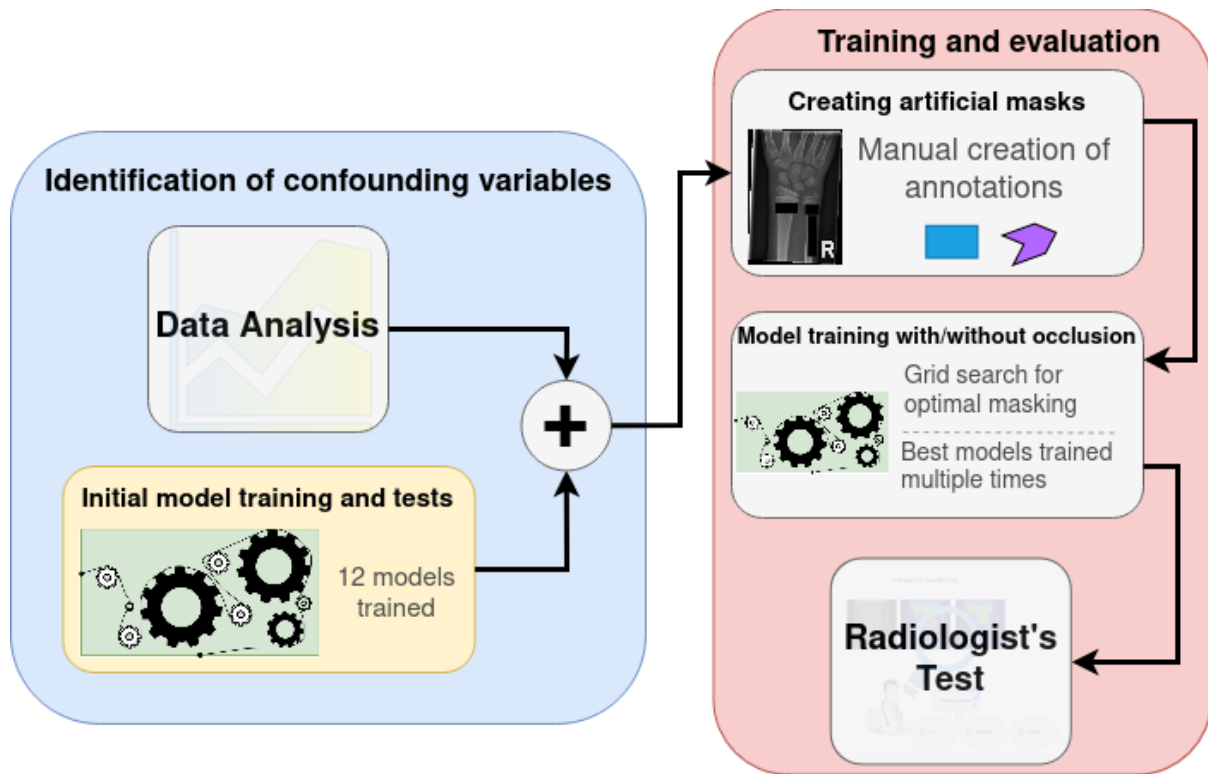 Identification of confounding variables
Data Analysis
+
Initial model training and tests
12 models
trained
Training and evaluation
Creating artificial masks
Manual creation of
annotations
R
Model training with/without occlusion
Grid search for
optimal masking
Best models trained
multiple times
Radiologist's
Test